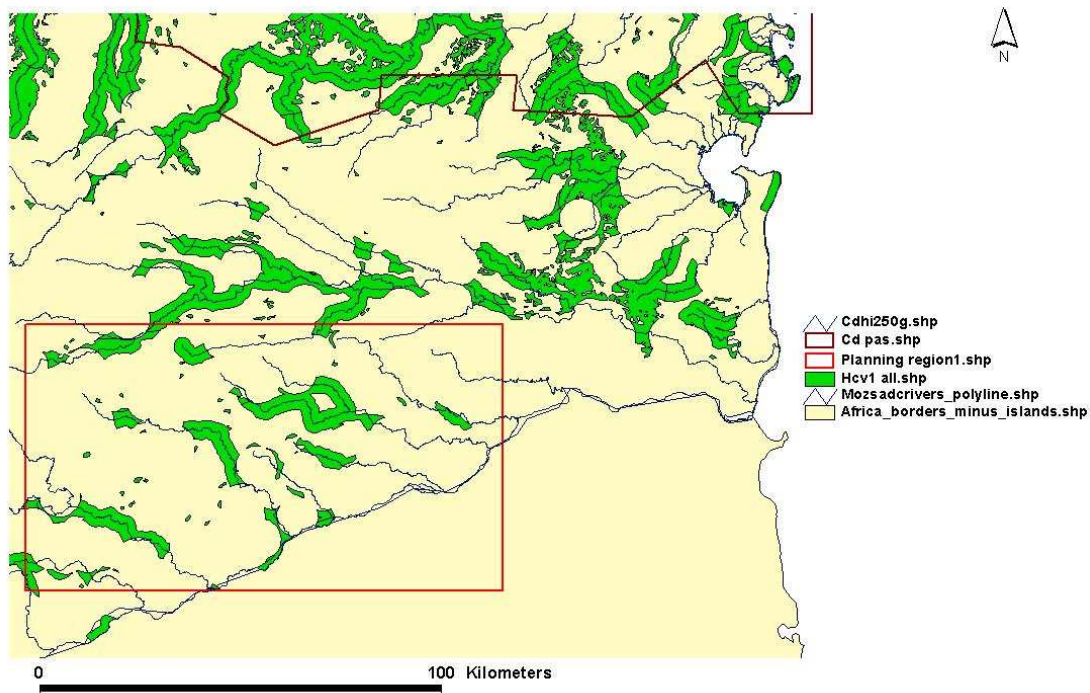 N
Cdhi250g.shp
Cd pas.shp
Planning region1.shp
Hcv1 all.shp
Mozsadcrivers_polyline.shp
Africa_borders_minus_islands.shp
0 100 Kilometers